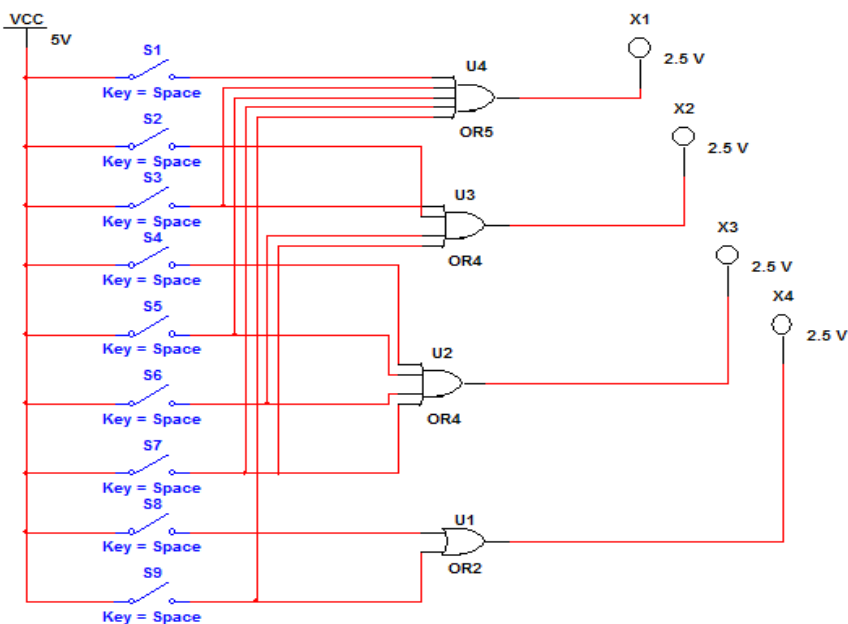 VCC
5V
S1
Key = Space
S2
Key = Space
S3
Key = Space
S4
Key = Space
S5
Key = Space
S6
Key = Space
S7
Key = Space
S8
Key = Space
S9
Key = Space
U4
OR5
U3
OR4
U2
OR4
U1
OR2
X1
2.5 V
X2
2.5 V
X3
2.5 V
X4
2.5 V